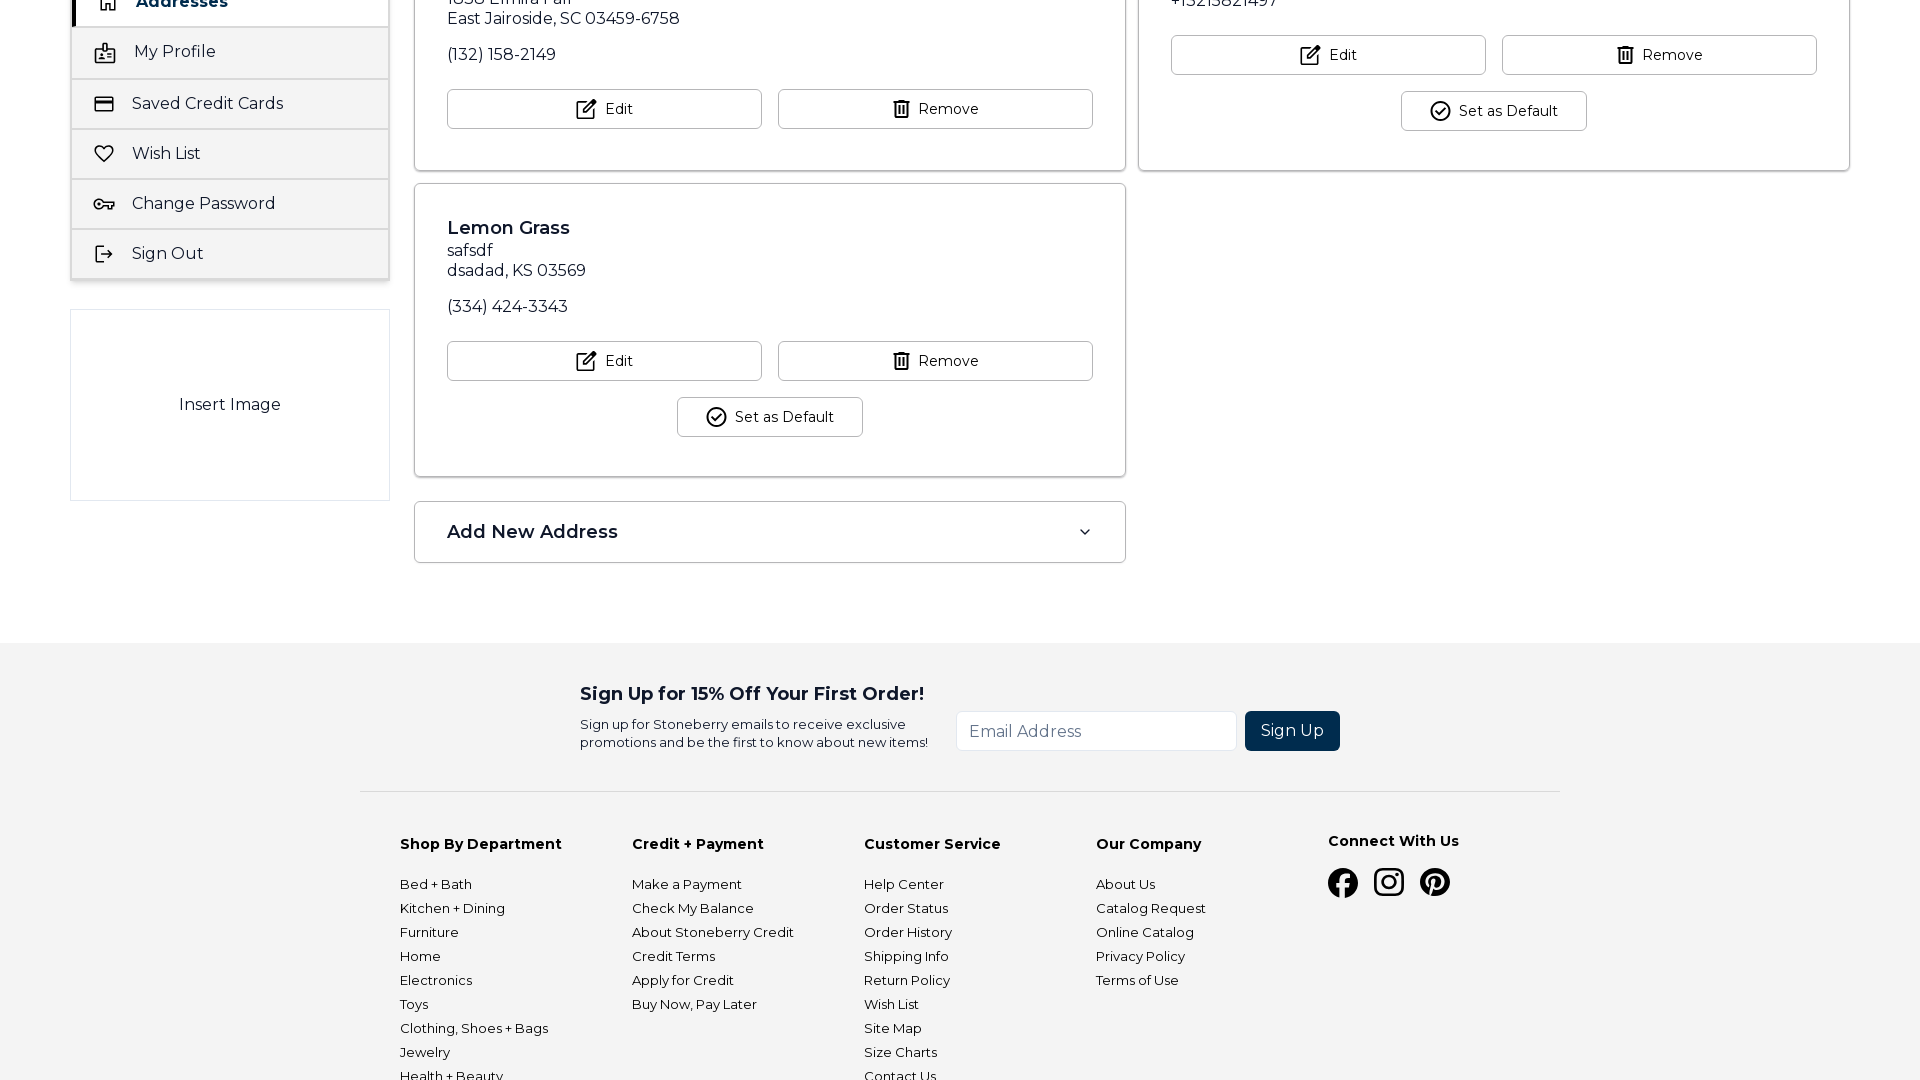 Addresses
My Profile
Saved Credit Cards
Wish List
Change Password
Sign Out
Insert Image
East Jairoside, SC 03459-6758
(132) 158-2149
Edit
Remove
+13215821497
Edit
Remove
Set as Default
Lemon Grass
safsdf
dsadad, KS 03569
(334) 424-3343
Edit
Remove
Set as Default
Add New Address
Sign Up for 15% Off Your First Order!
Sign up for Stoneberry emails to receive exclusive
promotions and be the first to know about new items!
Email Address
Sign Up
Shop By Department
Bed + Bath
Kitchen + Dining
Furniture
Home
Electronics
Toys
Clothing, Shoes + Bags
Jewelry
Health + Beauty
Credit + Payment
Make a Payment
Check My Balance
About Stoneberry Credit
Credit Terms
Apply for Credit
Buy Now, Pay Later
Customer Service
Help Center
Order Status
Order History
Shipping Info
Return Policy
Wish List
Site Map
Size Charts
Contact Us
Our Company
About Us
Catalog Request
Online Catalog
Privacy Policy
Terms of Use
Connect With Us